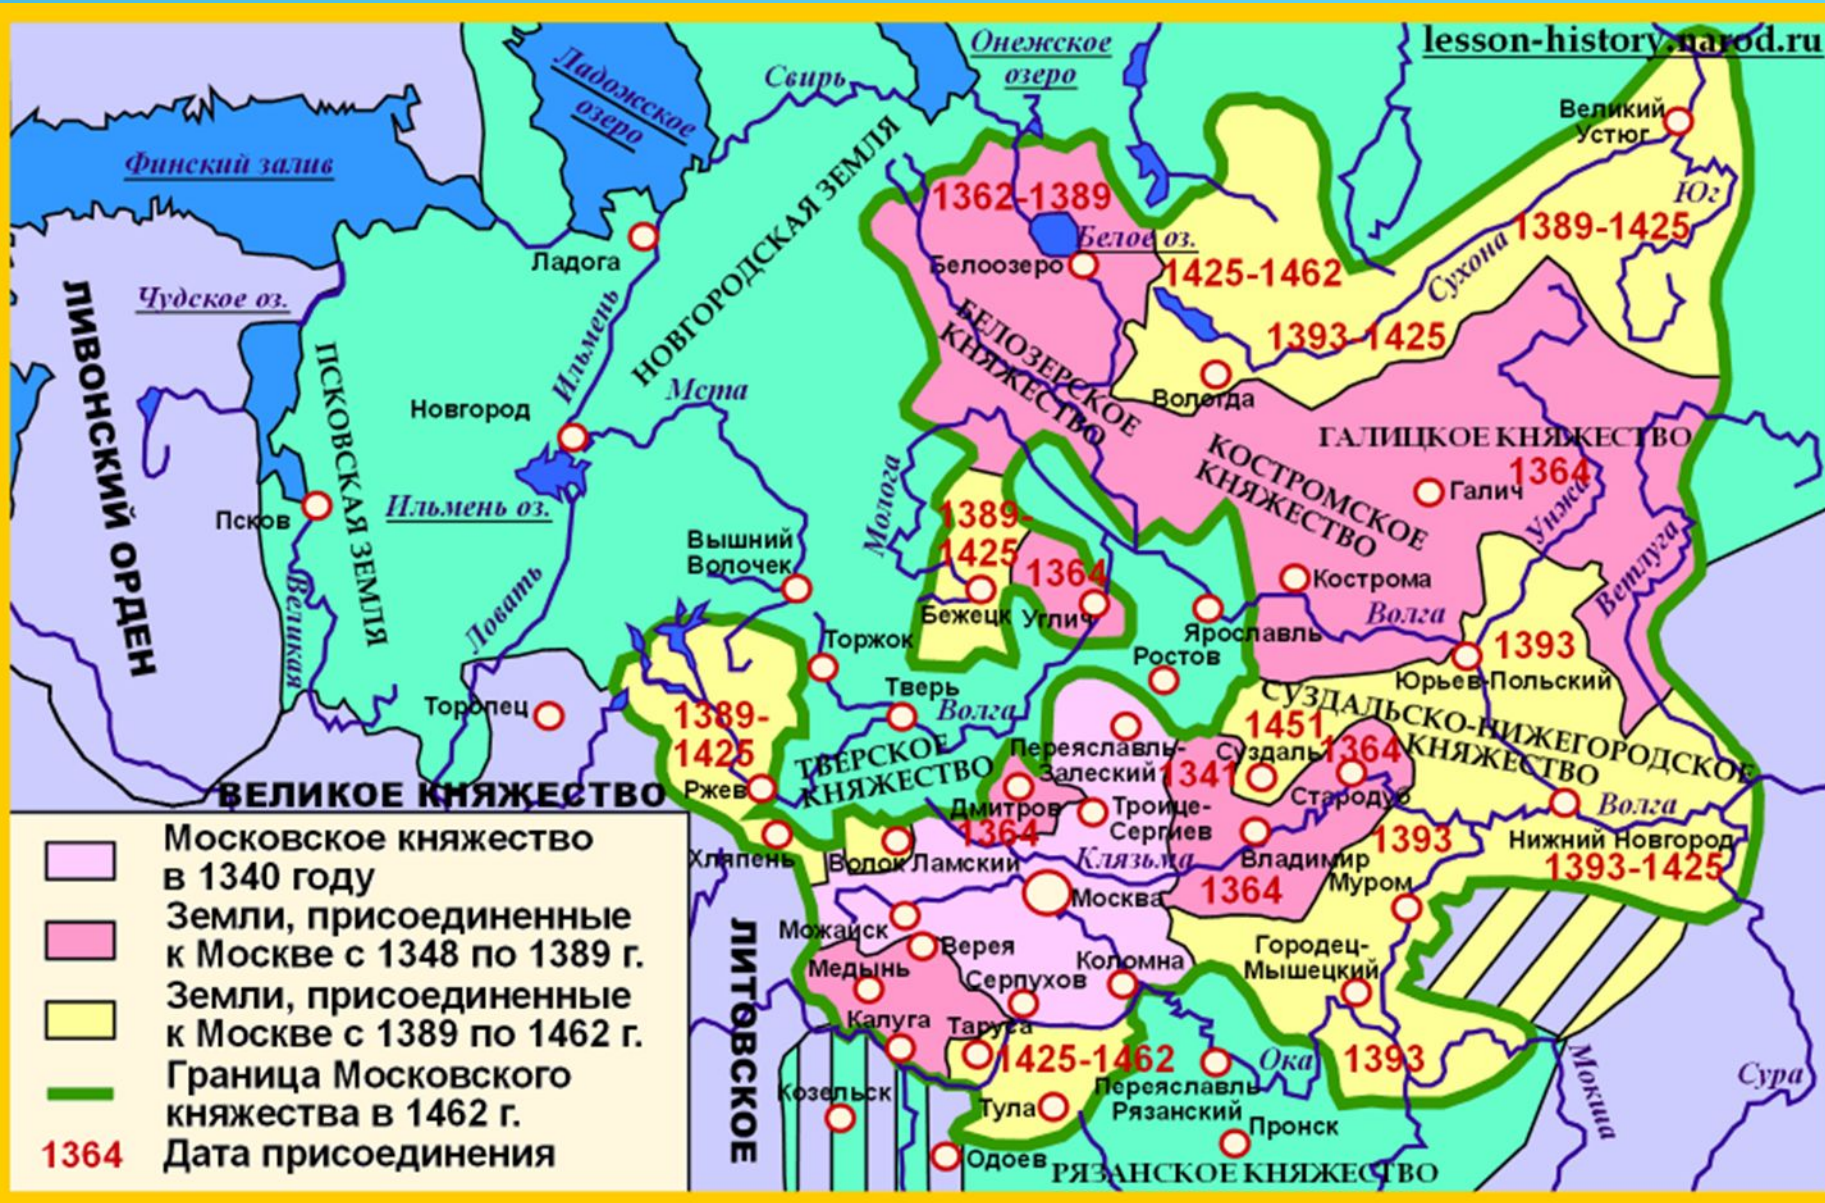 lesson-history.narod.ru
Онежское
озеро
Ладожское
озеро
Свирь
Великий
Устюг
Финский залив
Юг
1362-1389
1389-1425
Белое оз.
Ладога
Белоозеро
1425-1462
Сухона
НОВГОРОДСКАЯ ЗЕМЛЯ
Чудское оз.
Ильмень
1393-1425
БЕЛОЗЕРСКОЕ
КНЯЖЕСТВО
ЛИВОНСКИЙ ОРДЕН
ПСКОВСКАЯ ЗЕМЛЯ
Мста
Вологда
Новгород
ГАЛИЦКОЕ КНЯЖЕСТВО
1364
КОСТРОМСКОЕ
КНЯЖЕСТВО
Галич
Молога
Унжа
Псков
Ильмень оз.
1389-
1425
Вышний
Волочек
1364
Кострома
Ветлуга
Великая
Ловать
Бежецк
Углич
Волга
Ярославль
Торжок
1393
Ростов
Юрьев-Польский
Торопец
Тверь
Волга
1389-
1425
СУЗДАЛЬСКО-НИЖЕГОРОДСКОЕ
КНЯЖЕСТВО
1451
Переяславль-
Залеский
Суздаль
1364
ТВЕРСКОЕ
КНЯЖЕСТВО
1341
ВЕЛИКОЕ КНЯЖЕСТВО
Ржев
Дмитров
1364
Троице-
Сергиев
Стародуб
Волга
Хляпень
Волок Ламский
Клязьма
Владимир
1393
Нижний Новгород
1393-1425
Москва
1364
Муром
Можайск
Верея
Городец-
Мышецкий
Медынь
Серпухов
Коломна
ЛИТОВСКОЕ
Калуга
Таруса
1425-1462
Ока
1393
Мокша
Сура
Козельск
Переяславль
Рязанский
Тула
Пронск
Одоев
РЯЗАНСКОЕ КНЯЖЕСТВО
Московское княжество
в 1340 году
Земли, присоединенные
к Москве с 1348 по 1389 г.
Земли, присоединенные
к Москве с 1389 по 1462 г.
Граница Московского
княжества в 1462 г.
1364 Дата присоединения